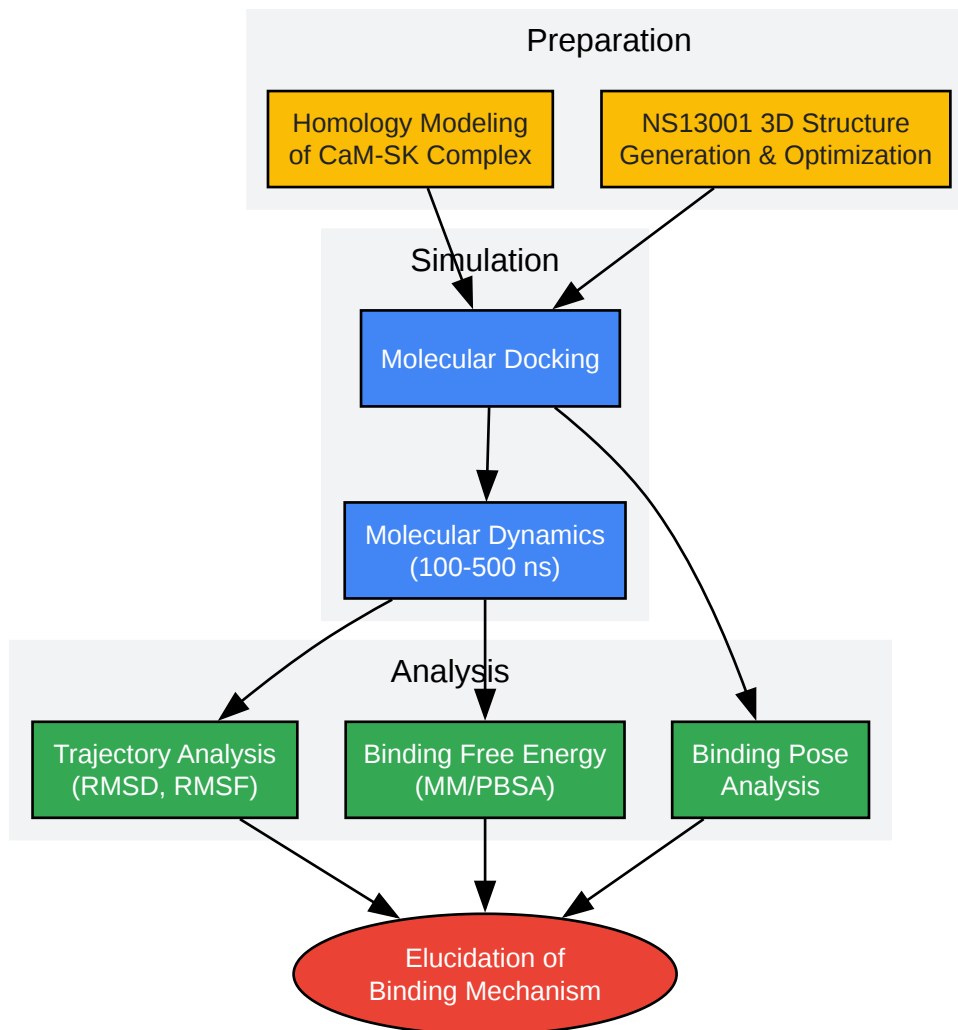 Preparation
Homology Modeling
of CaM-SK Complex
NS13001 3D Structure
Generation & Optimization
Simulation
Molecular Docking
Molecular Dynamics
(100-500 ns)
Analysis
Trajectory Analysis
(RMSD, RMSF)
Binding Free Energy
(MM/PBSA)
Binding Pose
Analysis
Elucidation of
Binding Mechanism